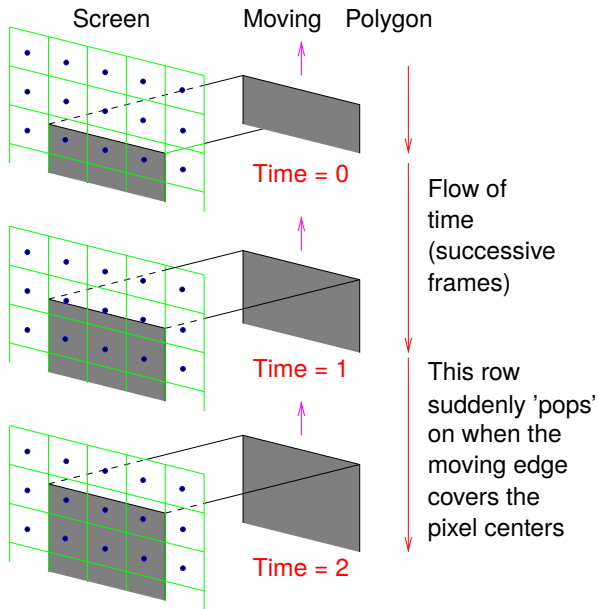 Screen Moving Polygon
Time = 0
Flow of
time
(successive
frames)
Time = 1
This row
suddenly 'pops'
on when the
moving edge
covers the
pixel centers
Time = 2